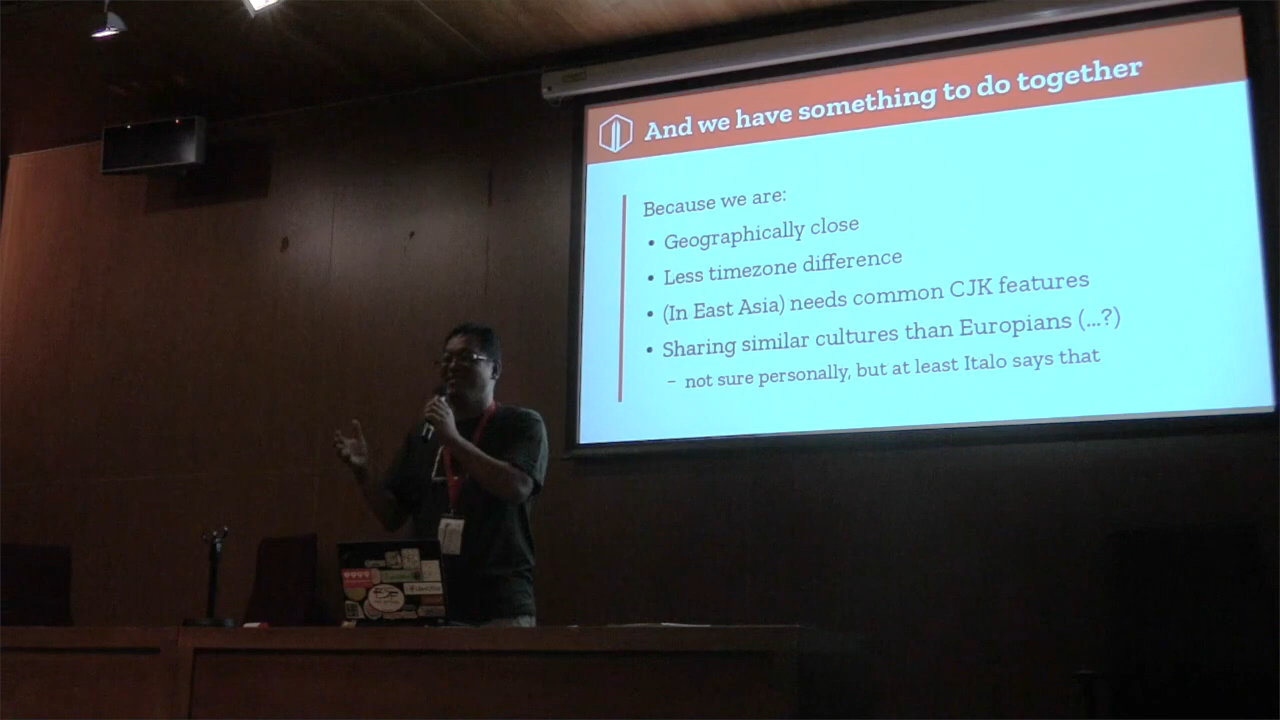 And we have something to do together
Because we are:
• Geographically close
• Less timezone difference
• (In East Asia) needs common CJK features
• Sharing similar cultures than Europians (...?)
– not sure personally, but at least Italo says that